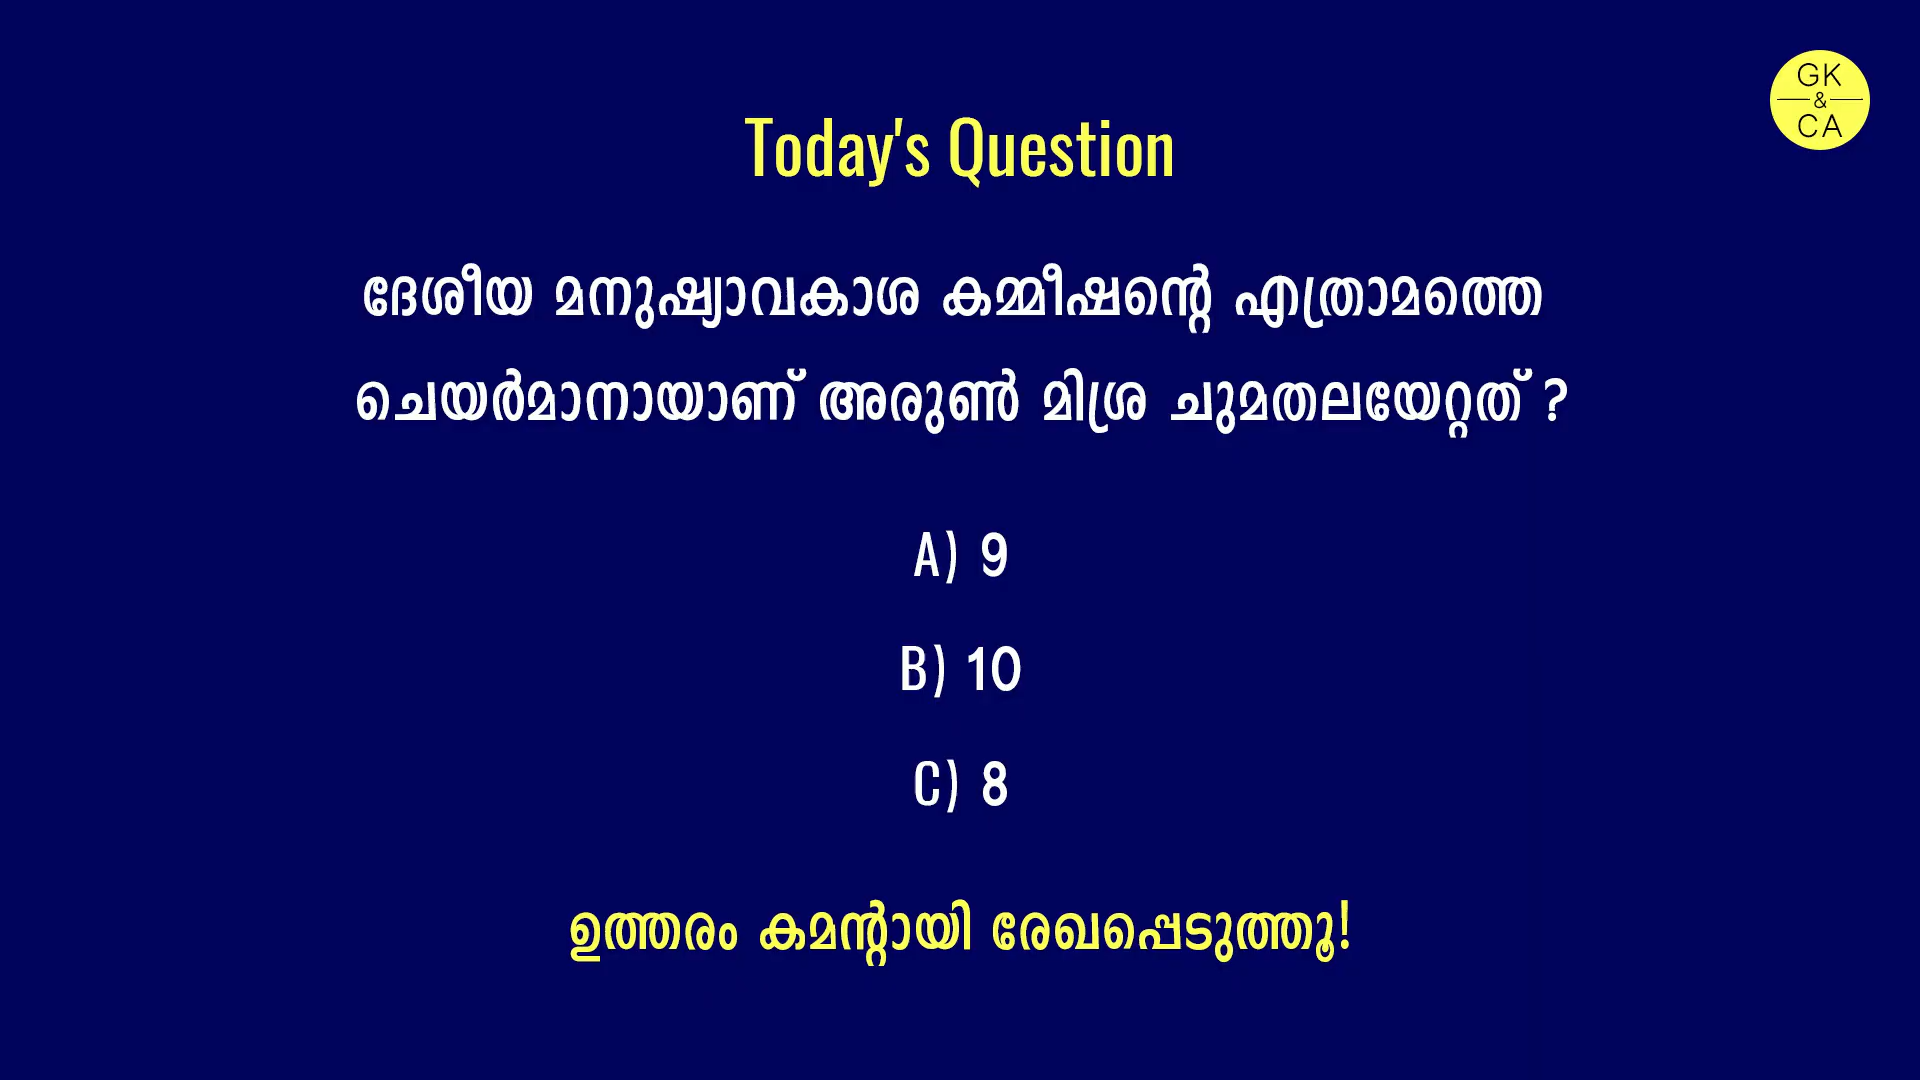 GK
&
CA
Today's Question
ദേശീയ മനുഷ്യാവകാശ കമ്മീഷന്റെ എത്രാമത്തെ
ചെയർമാനായാണ് അരുൺ മിശ്ര ചുമതലയേറ്റത് ?
A) 9
B) 10
C) 8
ഉത്തരം കമന്റായി രേഖപ്പെടുത്തൂ!